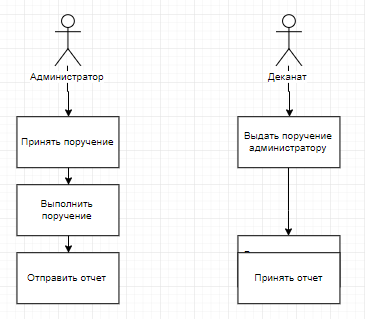 Администратор
Деканат
Принять поручение
Выдать поручение
администратору
Выполнить
поручение
Отправить отчет
Принять отчет